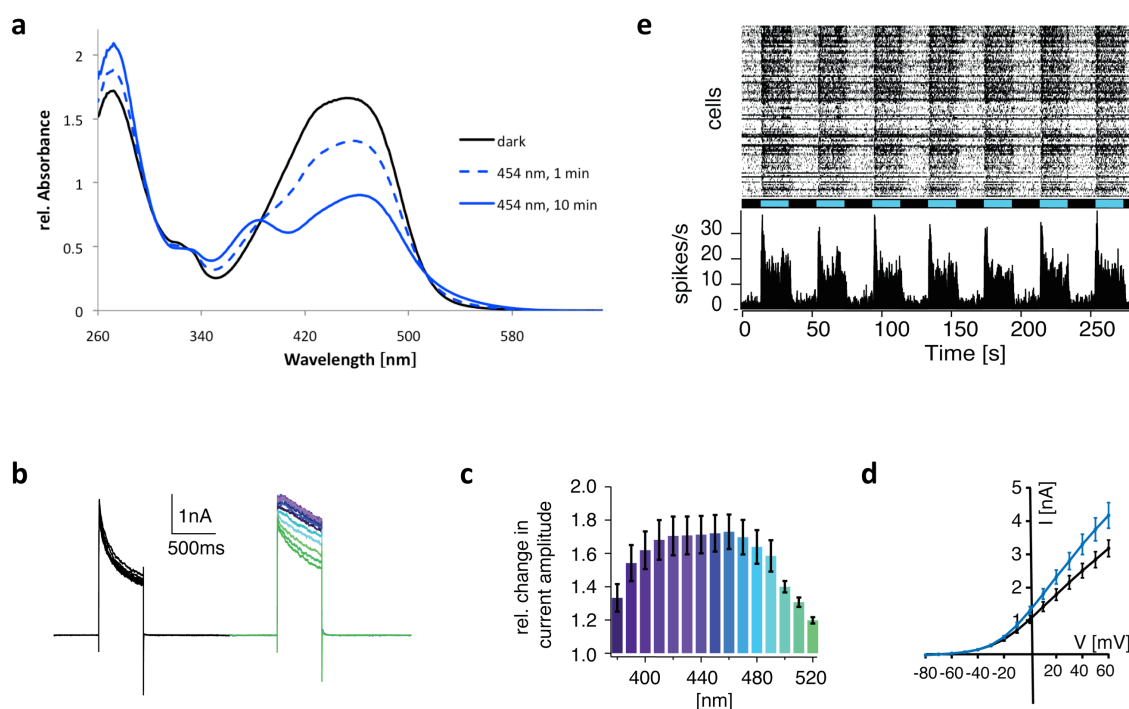 a
rel. Absorbance
2
1.5
1
0.5
0
260
340
420
500
580
Wavelength [nm]
dark
454 nm, 1 min
454 nm, 10 min
e
cells
spikes/s
30
20
10
0
0
50
100
150
200
250
Time [s]
b
1nA
500ms
c
rel. change in
current amplitude
2.0
1.8
1.6
1.4
1.2
1.0
400
440
480
520
[nm]
d
I [nA]
5
4
3
2
1
V [mV]
-80
-60
-40
-20
20
40
60